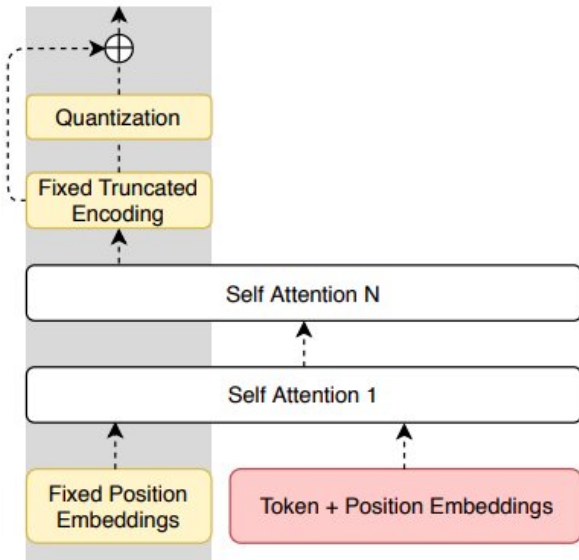 Quantization
Fixed Truncated
Encoding
Self Attention N
Self Attention 1
Fixed Position
Embeddings
Token + Position Embeddings